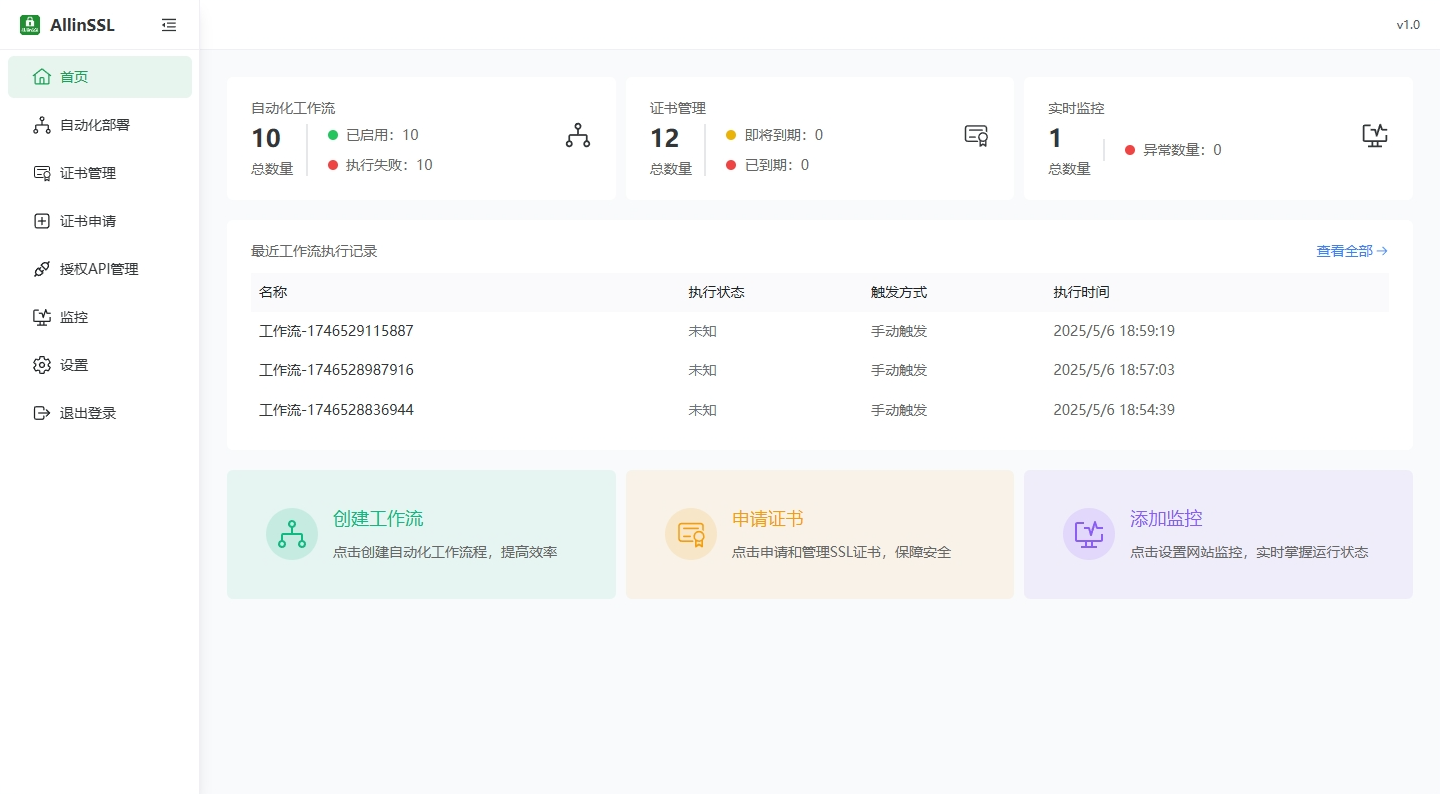 AllinSSL
v1.0
首页
自动化部署
证书管理
证书申请
授权API管理
监控
设置
退出登录
自动化工作流
10
总数量
已启用：10
执行失败：10
证书管理
12
总数量
即将到期：0
已到期：0
实时监控
1
总数量
异常数量：0
最近工作流执行记录
查看全部
名称 执行状态 触发方式 执行时间
工作流-1746529115887 未知 手动触发 2025/5/6 18:59:19
工作流-1746528987916 未知 手动触发 2025/5/6 18:57:03
工作流-1746528836944 未知 手动触发 2025/5/6 18:54:39
创建工作流
点击创建自动化工作流程，提高效率
申请证书
点击申请和管理SSL证书，保障安全
添加监控
点击设置网站监控，实时掌握运行状态